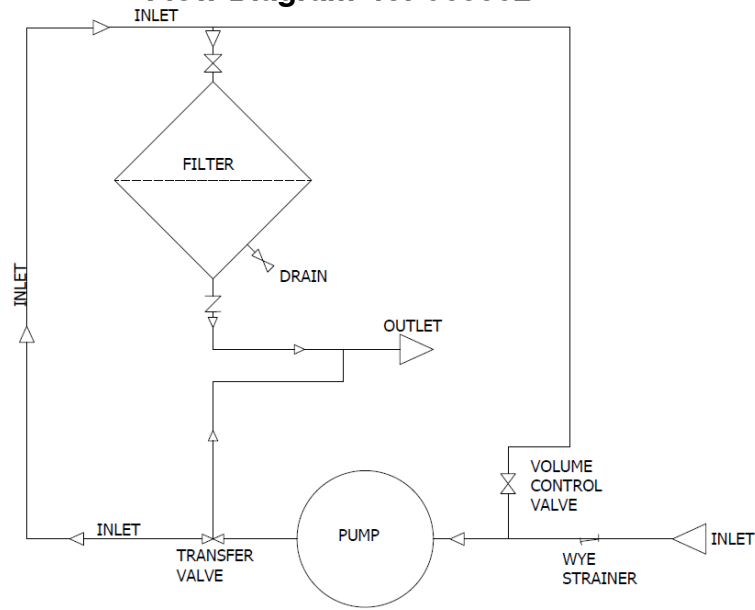 INLET
FILTER
DRAIN
INLET
OUTLET
VOLUME
CONTROL
VALVE
INLET
PUMP
INLET
TRANSFER
VALVE
WYE
STRAINER